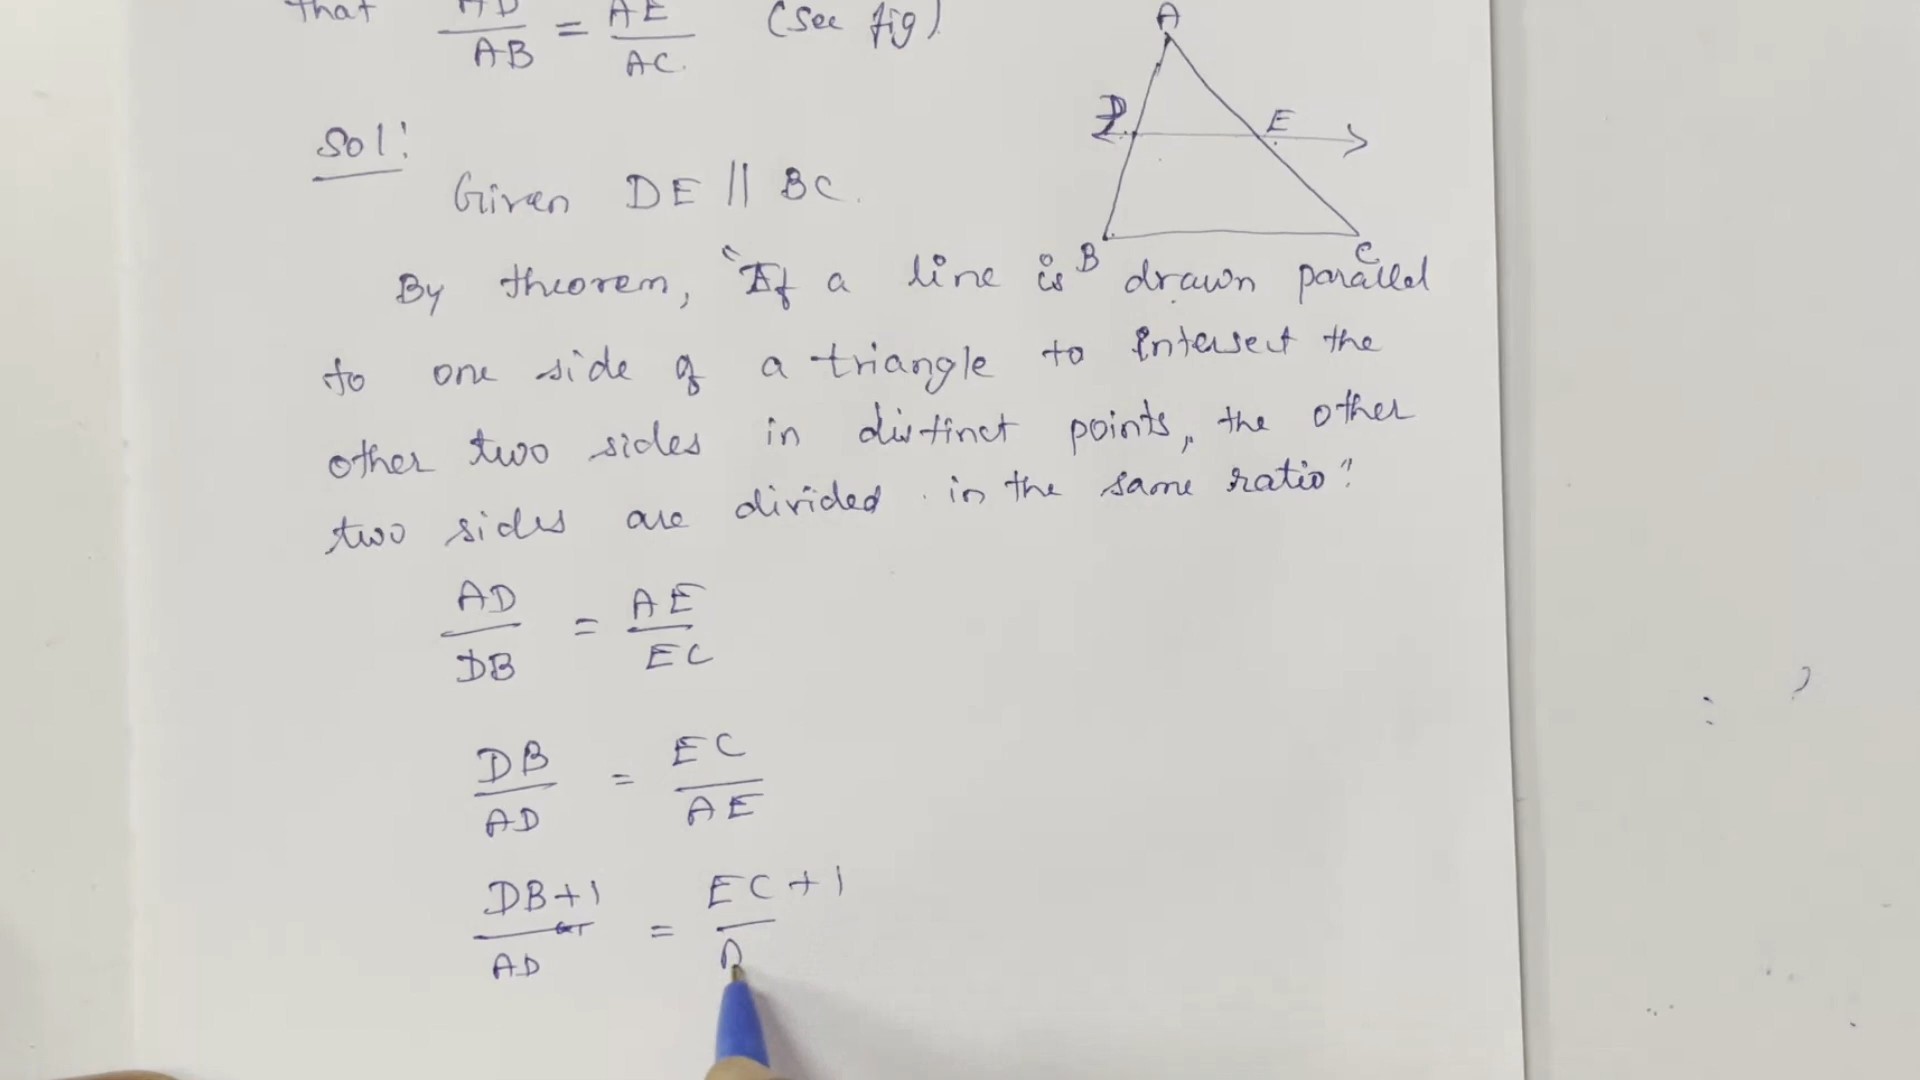 that AD/AB = AE/AC. (See fig)
A
D E
B C
Sol:
Given DE || BC.
By theorem, "If a line is drawn parallel
to one side of a triangle to intersect the
other two sides in distinct points, the other
two sides are divided in the same ratio"
AD/DB = AE/EC
DB/AD = EC/AE
DB+1/AD = EC+1/A